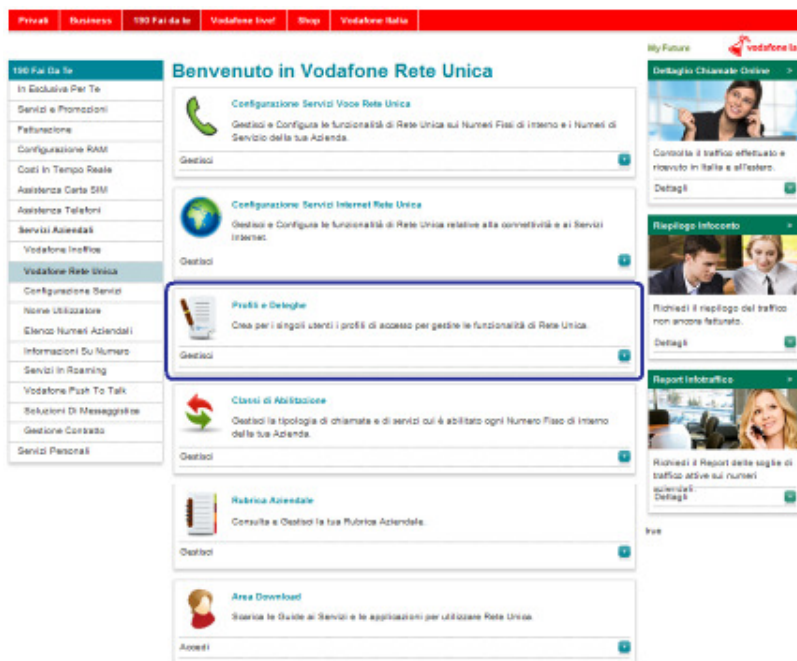 Privati Business 190 Fai da te Vodafone live! Shop Vodafone Italia
My Future
190 Fai Da Te
In Esclusiva Per Te
Servizi e Promozioni
Fatturazione
Configurazione RAM
Costi In Tempo Reale
Assistenza Carta SIM
Assistenza Telefoni
Servizi Aziendali
Vodafone Inoffice
Vodafone Rete Unica
Configurazione Servizi
Nome Utilizzatore
Elenco Numeri Aziendali
Informazioni Su Numero
Servizi In Roaming
Vodafone Push To Talk
Soluzioni Di Messaggistica
Gestione Contratto
Servizi Personali
Benvenuto in Vodafone Rete Unica
Configurazione Servizi Voce Rete Unica
Gestisci e Configura le funzionalità di Rete Unica sui Numeri Fissi di interno e i Numeri di
Servizio della tua Azienda.
Gestisci
Configurazione Servizi Internet Rete Unica
Gestisci e Configura le funzionalità di Rete Unica relative alla connettività e ai Servizi
Internet.
Gestisci
Profili e Deleghe
Crea per i singoli utenti i profili di accesso per gestire le funzionalità di Rete Unica.
Gestisci
Classi di Abilitazione
Gestisci la tipologia di chiamate e di servizi cui è abilitato ogni Numero Fisso di interno
della tua Azienda.
Gestisci
Rubrica Aziendale
Consulta e Gestisci la tua Rubrica Aziendale.
Gestisci
Area Download
Scarica le Guide ai Servizi e le applicazioni per utilizzare Rete Unica.
Accedi
vodafone
Dettaglio Chiamate Online >
Controlla il traffico effettuato e
ricevuto in Italia e all'estero.
Dettagli
Riepilogo Infoconto >
Richiedi il riepilogo del traffico
non ancora fatturato.
Dettagli
Report Infotraffico >
Richiedi il Report delle soglie di
traffico attive sui numeri
aziendali.
Dettagli
true